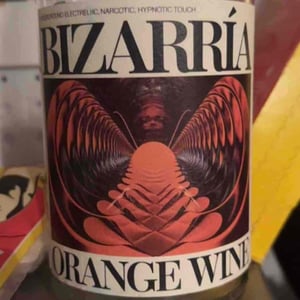 NARCOTIC, HYPNOTIC TOUCH
BIZARRÍA
ORANGE WINE